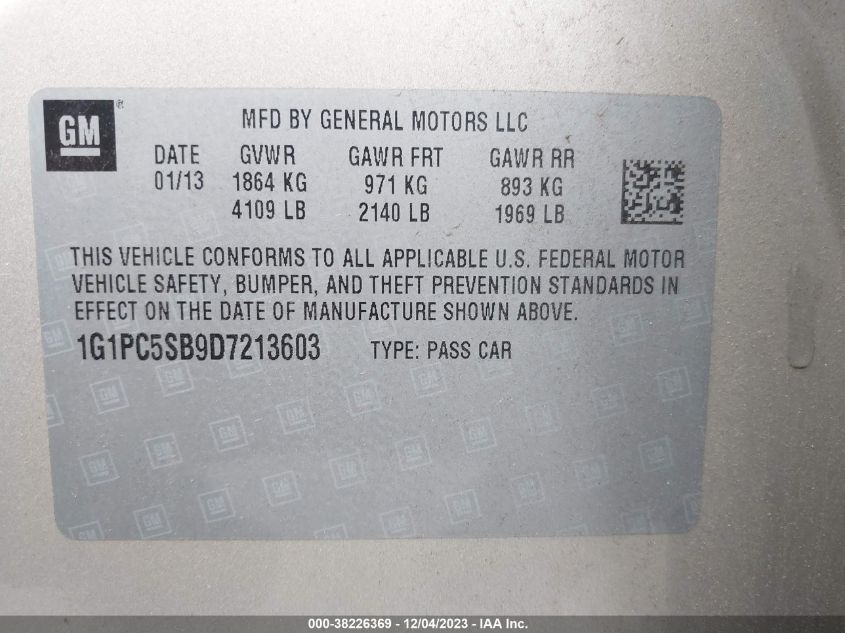 GM®
MFD BY GENERAL MOTORS LLC
DATE GVWR GAWR FRT GAWR RR
01/13 1864 KG 971 KG 893 KG
4109 LB 2140 LB 1969 LB
THIS VEHICLE CONFORMS TO ALL APPLICABLE U.S. FEDERAL MOTOR
VEHICLE SAFETY, BUMPER, AND THEFT PREVENTION STANDARDS IN
EFFECT ON THE DATE OF MANUFACTURE SHOWN ABOVE.
1G1PC5SB9D7213603 TYPE: PASS CAR
000-38226369 - 12/04/2023 - IAA Inc.